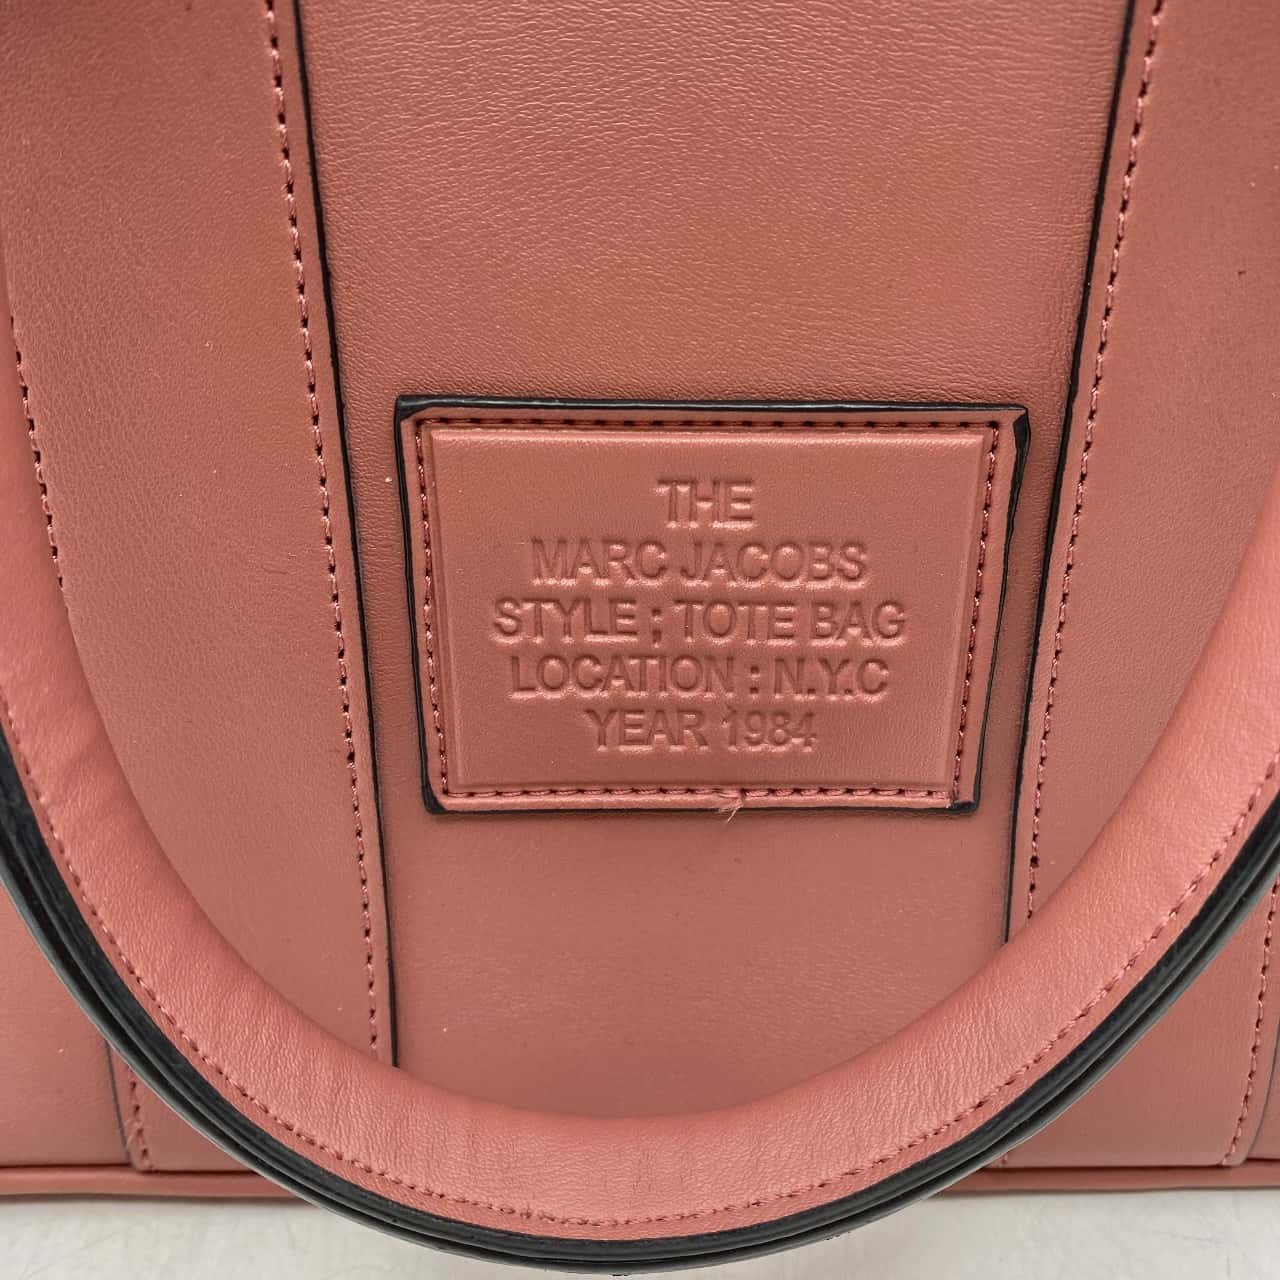 THE
MARC JACOBS
STYLE ; TOTE BAG
LOCATION : N.Y.C
YEAR 1984